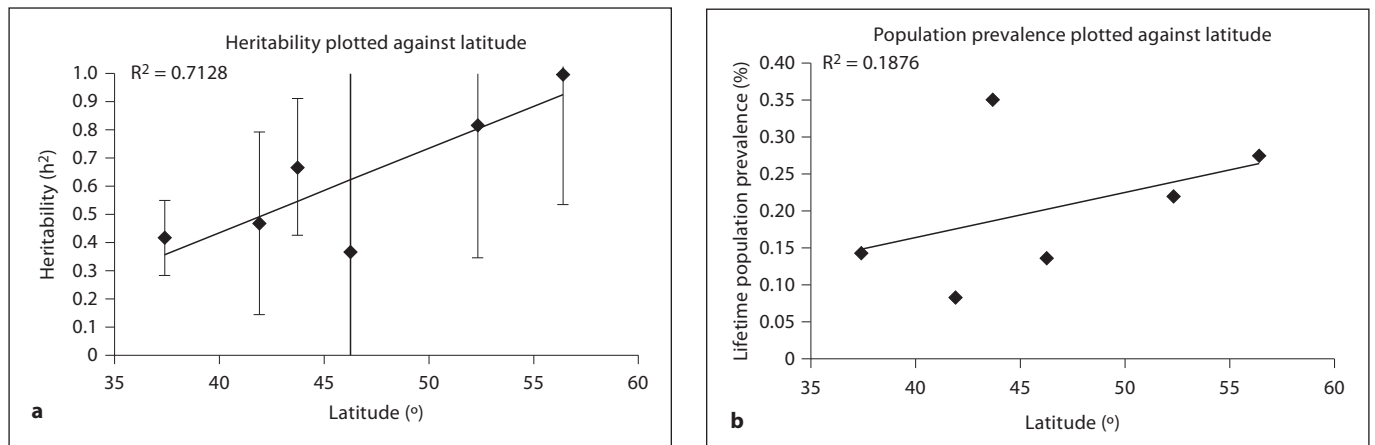 Heritability plotted against latitude
R² = 0.7128
1.0
0.9
0.8
0.7
0.6
0.5
0.4
0.3
0.2
0.1
0
Heritability (h²)
35 40 45 50 55 60
Latitude (º)
a
Population prevalence plotted against latitude
R² = 0.1876
0.40
0.35
0.30
0.25
0.20
0.15
0.10
0.05
0
Lifetime population prevalence (%)
35 40 45 50 55 60
Latitude (º)
b